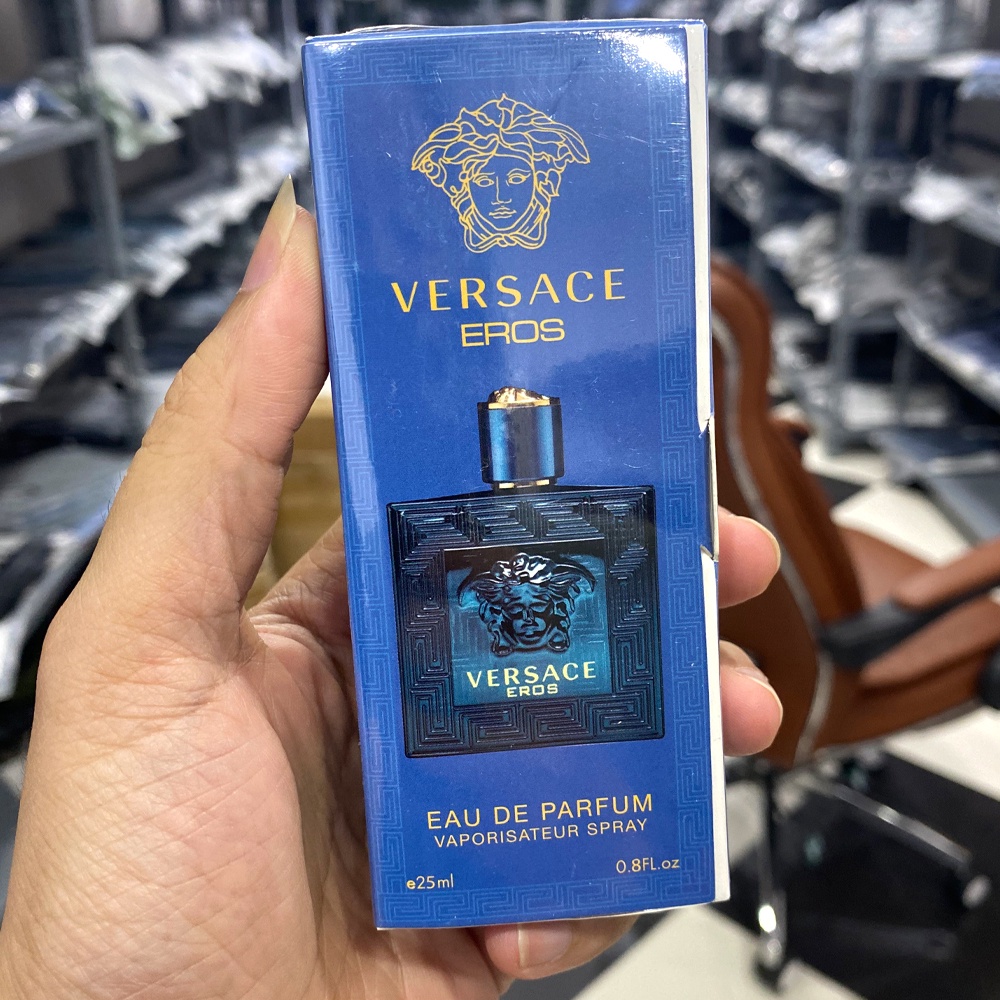 VERSACE
EROS
VERSACE
EROS
EAU DE PARFUM
VAPORISATEUR SPRAY
e25ml
0.8FL.oz